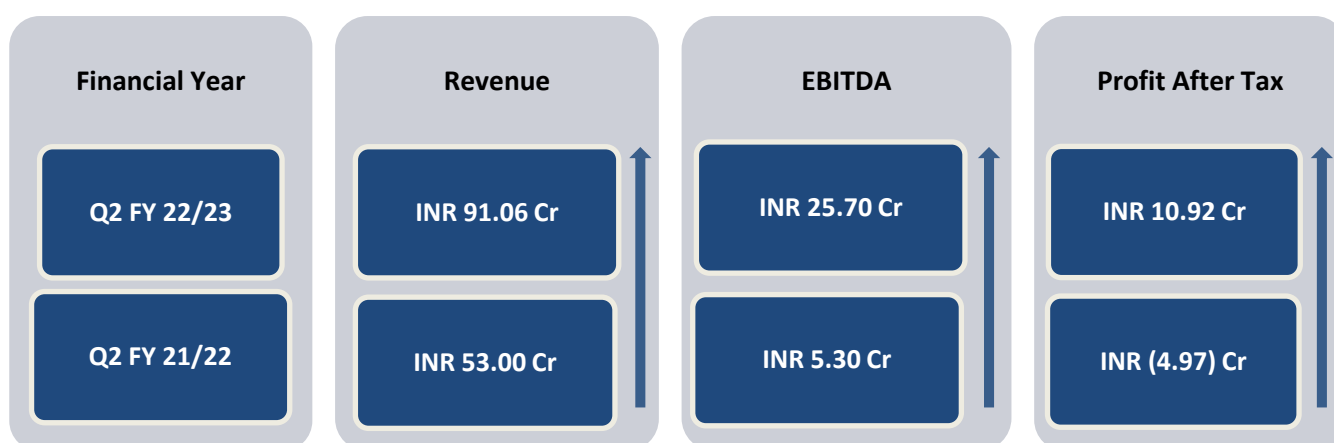 Financial Year
Revenue
EBITDA
Profit After Tax
Q2 FY 22/23
INR 91.06 Cr
INR 25.70 Cr
INR 10.92 Cr
Q2 FY 21/22
INR 53.00 Cr
INR 5.30 Cr
INR (4.97) Cr